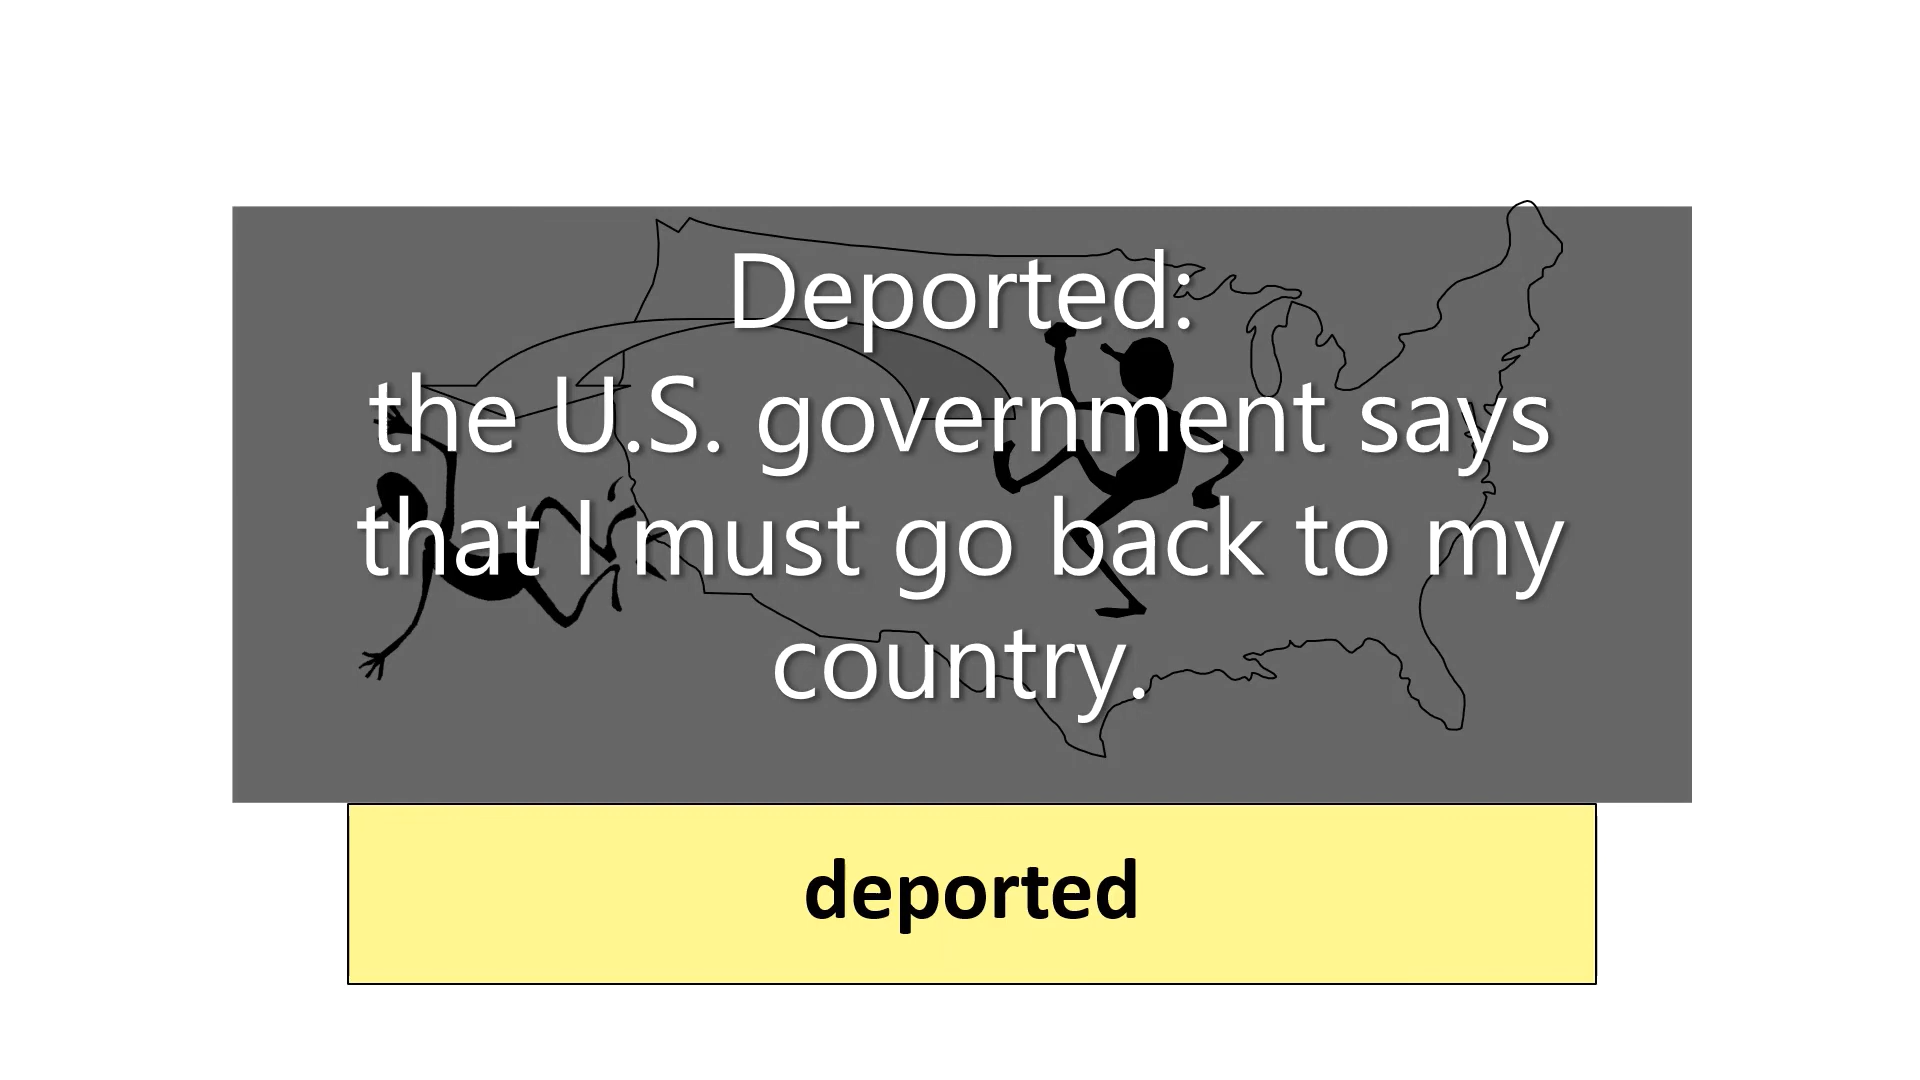 Deported:
the U.S. government says
that I must go back to my
country.
deported